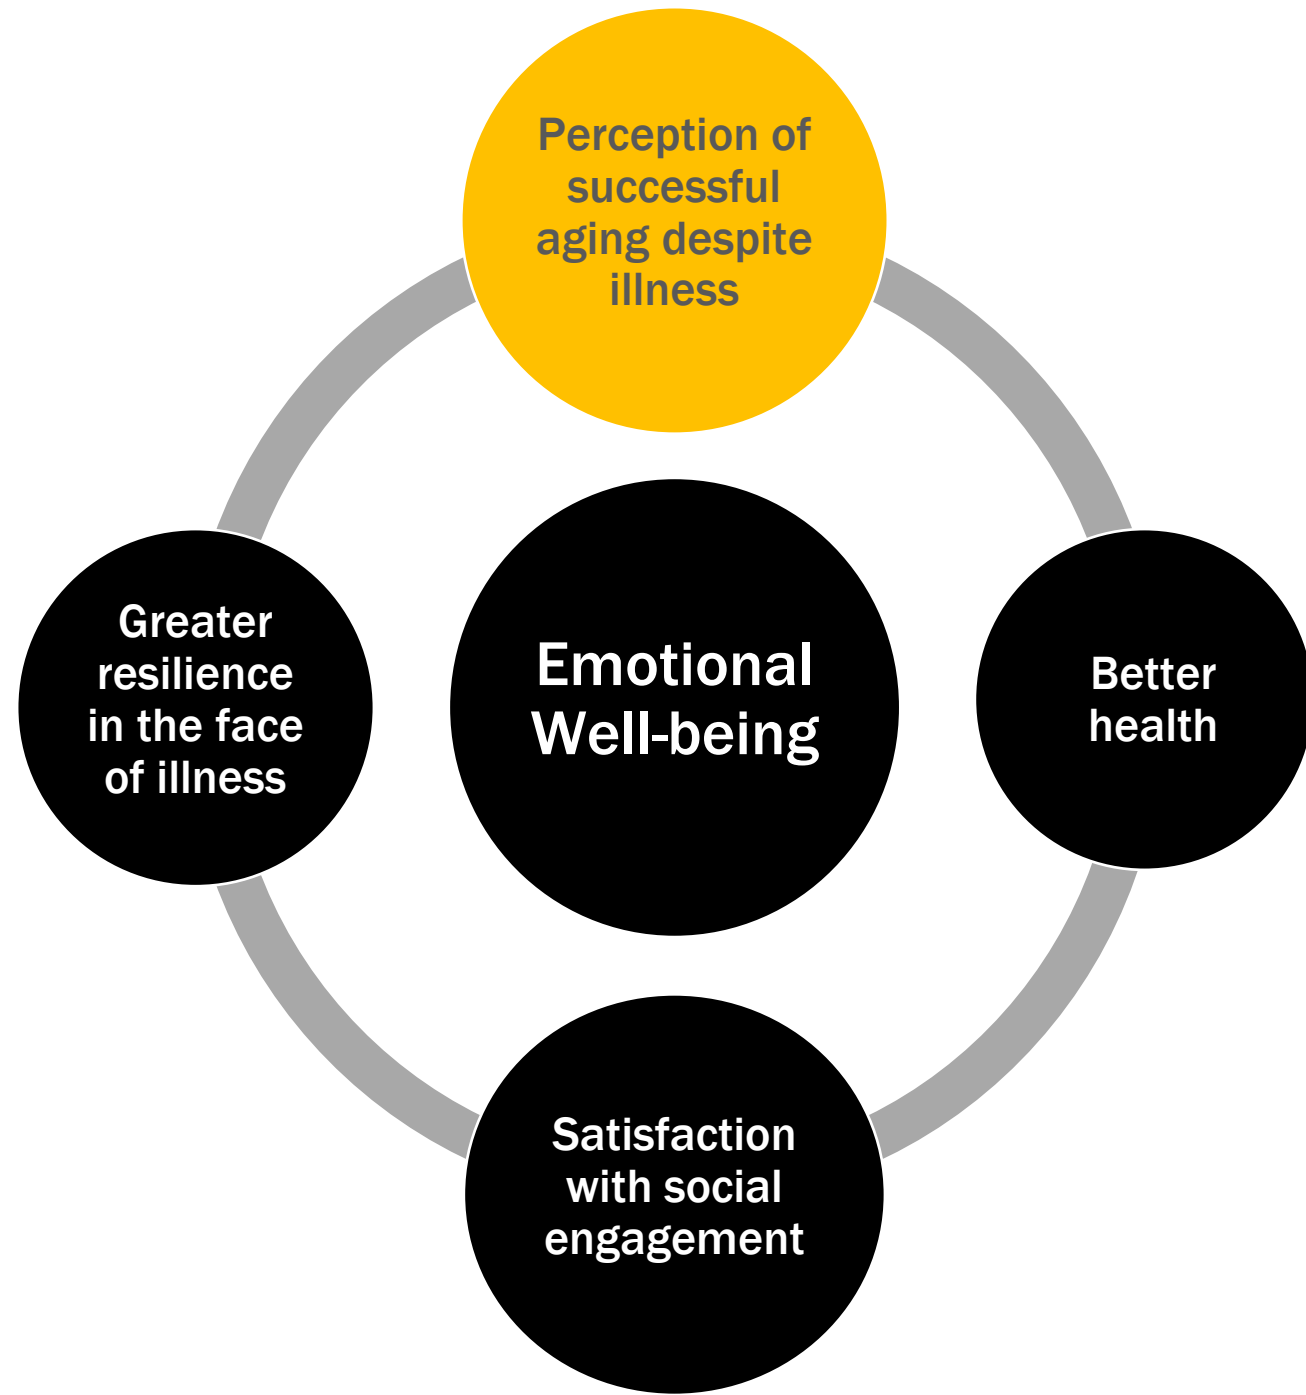 Perception of
successful
aging despite
illness
Greater
resilience
in the face
of illness
Emotional
Well-being
Better
health
Satisfaction
with social
engagement